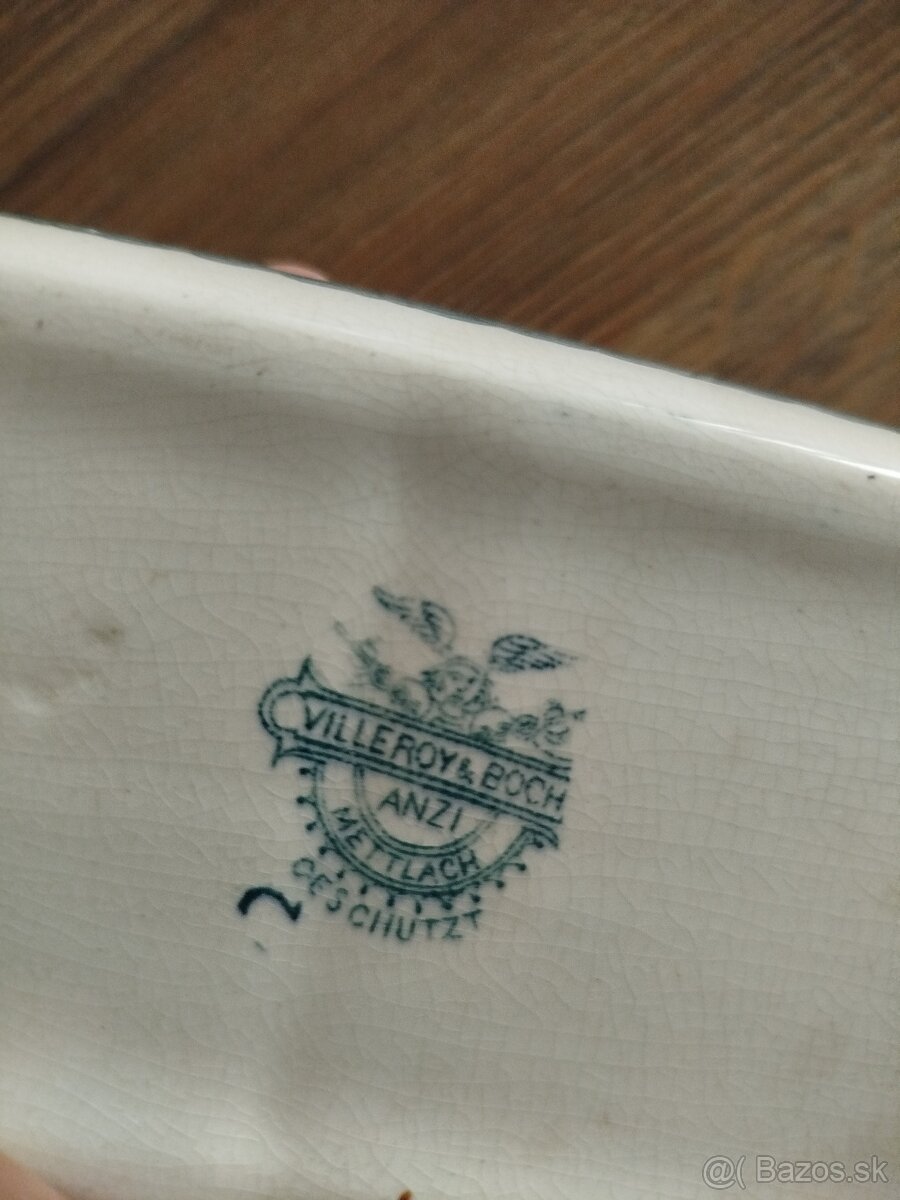 VILLEROY & BOCH
ANZI
METTLACH
GESCHUTZT
2
@( Bazos.sk